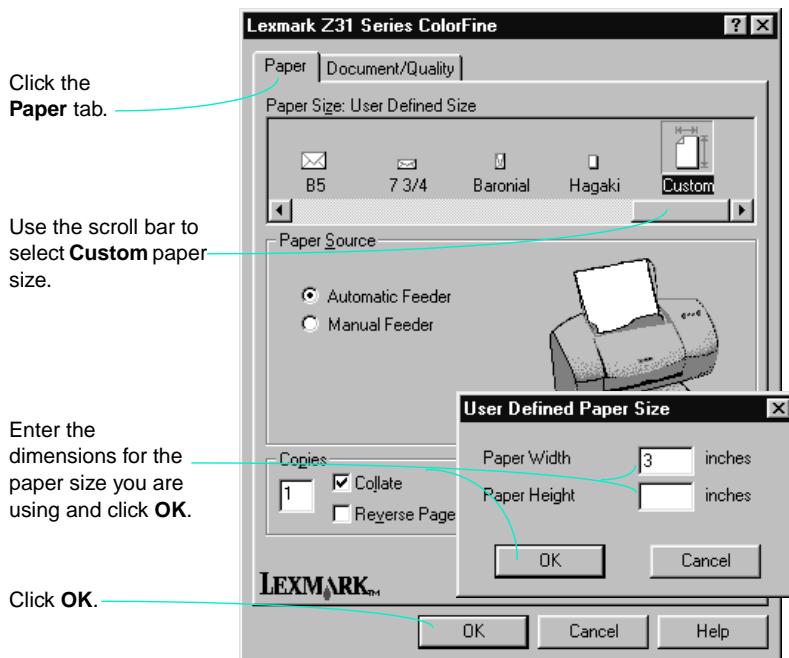 Lexmark Z31 Series ColorFine
Paper
Document/Quality
Click the
Paper tab.
Paper Size: User Defined Size
B5
7 3/4
Baronial
Hagaki
Custom
Use the scroll bar to
select Custom paper
size.
Paper Source
Automatic Feeder
Manual Feeder
User Defined Paper Size
Enter the
dimensions for the
paper size you are
using and click OK.
Paper Width
3
inches
Paper Height
inches
OK
Cancel
Copies
1
Collate
Reverse Page
LEXMARK™
Click OK.
OK
Cancel
Help